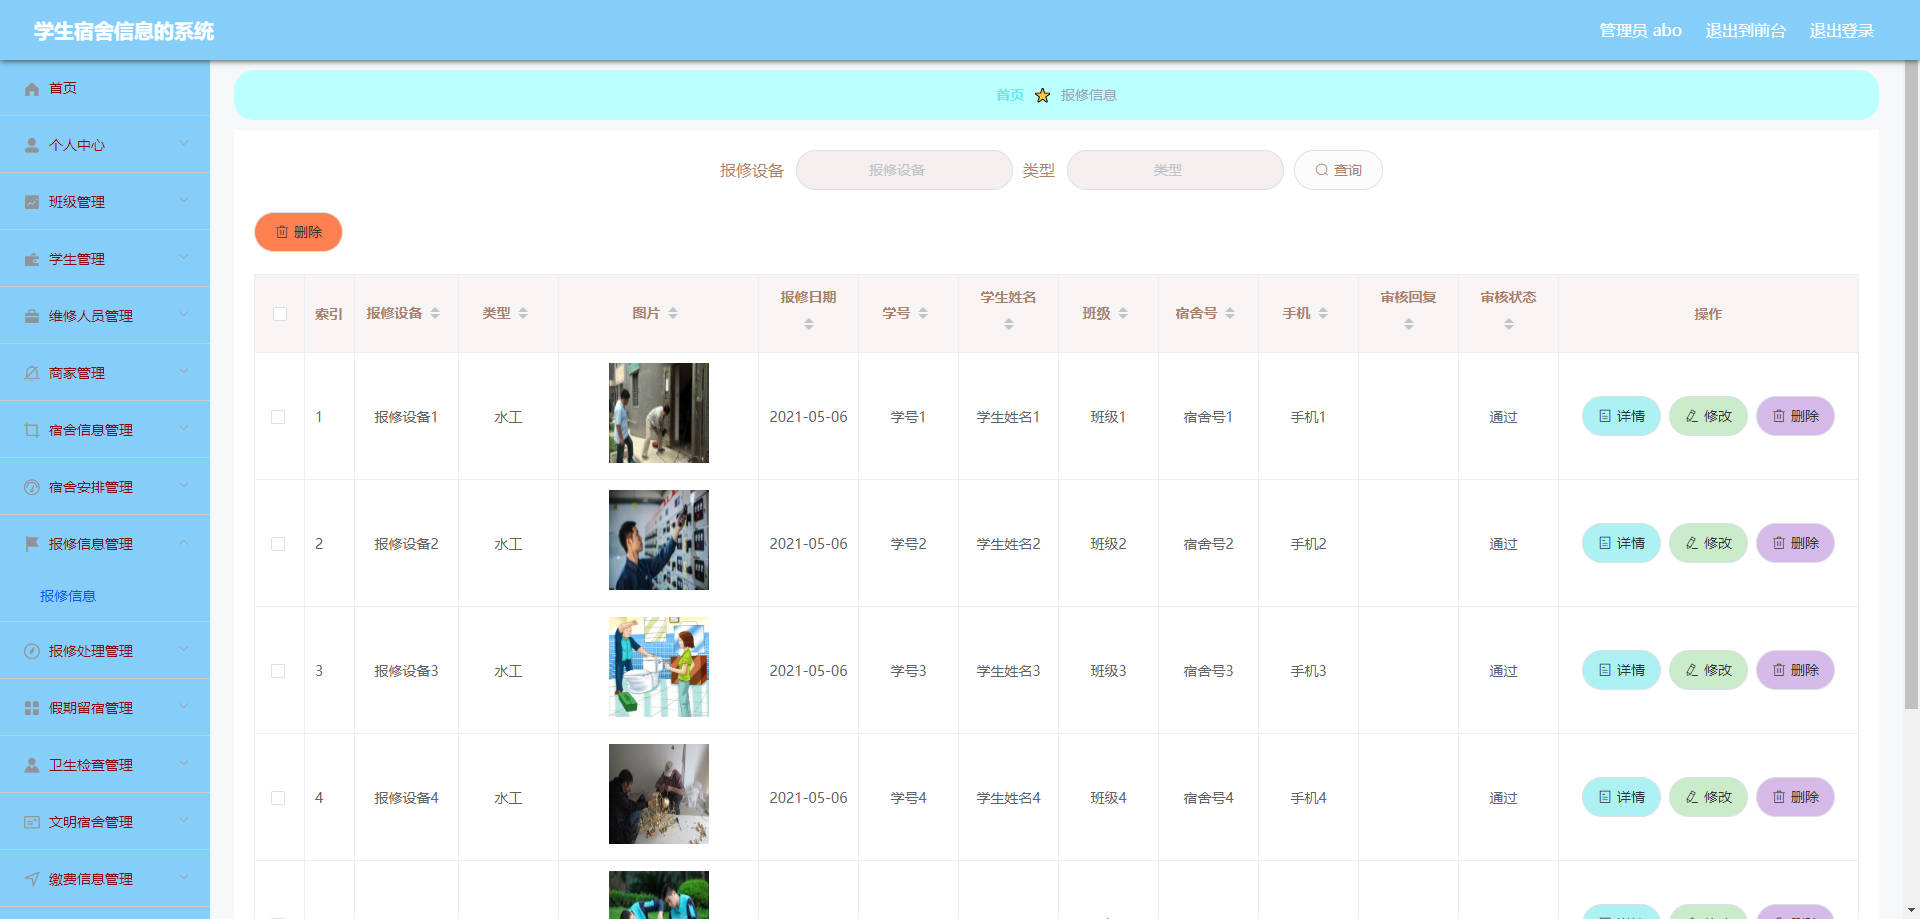 学生宿舍信息的系统
管理员 abo 退出到前台 退出登录
首页
个人中心
班级管理
学生管理
维修人员管理
商家管理
宿舍信息管理
宿舍安排管理
报修信息管理
报修信息
报修处理管理
假期留宿管理
卫生检查管理
文明宿舍管理
缴费信息管理
首页 报修信息
报修设备 报修设备 类型 类型 查询
删除
索引 报修设备 类型 图片 报修日期 学号 学生姓名 班级 宿舍号 手机 审核回复 审核状态 操作
1 报修设备1 水工 2021-05-06 学号1 学生姓名1 班级1 宿舍号1 手机1 通过 详情 修改 删除
2 报修设备2 水工 2021-05-06 学号2 学生姓名2 班级2 宿舍号2 手机2 通过 详情 修改 删除
3 报修设备3 水工 2021-05-06 学号3 学生姓名3 班级3 宿舍号3 手机3 通过 详情 修改 删除
4 报修设备4 水工 2021-05-06 学号4 学生姓名4 班级4 宿舍号4 手机4 通过 详情 修改 删除